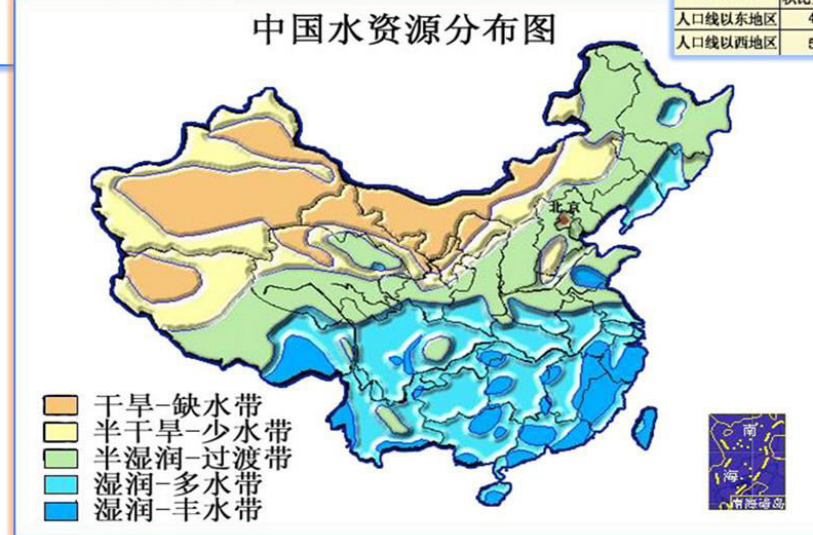 中国水资源分布图
人口线以东地区 4
人口线以西地区 5
北京
干旱-缺水带
半干旱-少水带
半湿润-过渡带
湿润-多水带
湿润-丰水带
南
海
南海诸岛